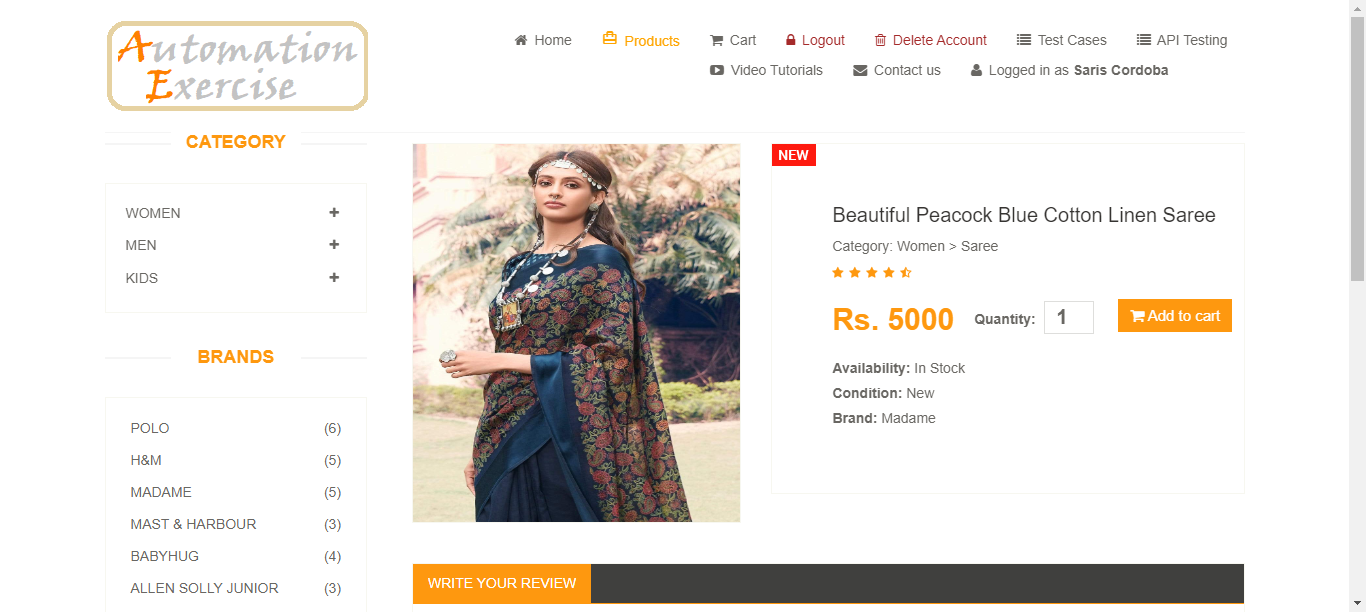 Automation
Exercise
Home Products Cart Logout Delete Account Test Cases API Testing
Video Tutorials Contact us Logged in as Saris Cordoba
CATEGORY
WOMEN
MEN
KIDS
BRANDS
POLO (6)
H&M (5)
MADAME (5)
MAST & HARBOUR (3)
BABYHUG (4)
ALLEN SOLLY JUNIOR (3)
NEW
Beautiful Peacock Blue Cotton Linen Saree
Category: Women > Saree
Rs. 5000 Quantity: 1 Add to cart
Availability: In Stock
Condition: New
Brand: Madame
WRITE YOUR REVIEW